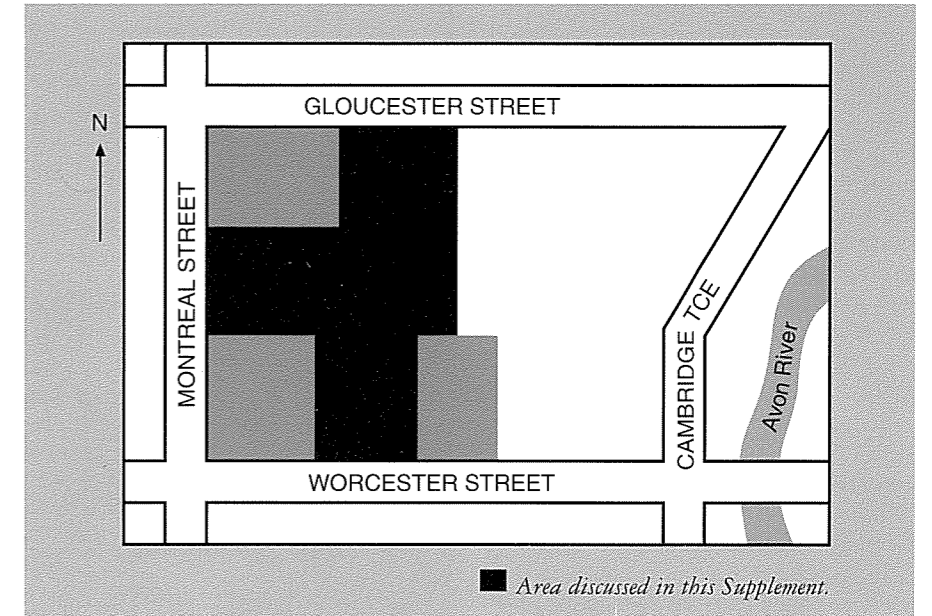 GLOUCESTER STREET
N
MONTREAL STREET
CAMBRIDGE TCE
Avon River
WORCESTER STREET
Area discussed in this Supplement.